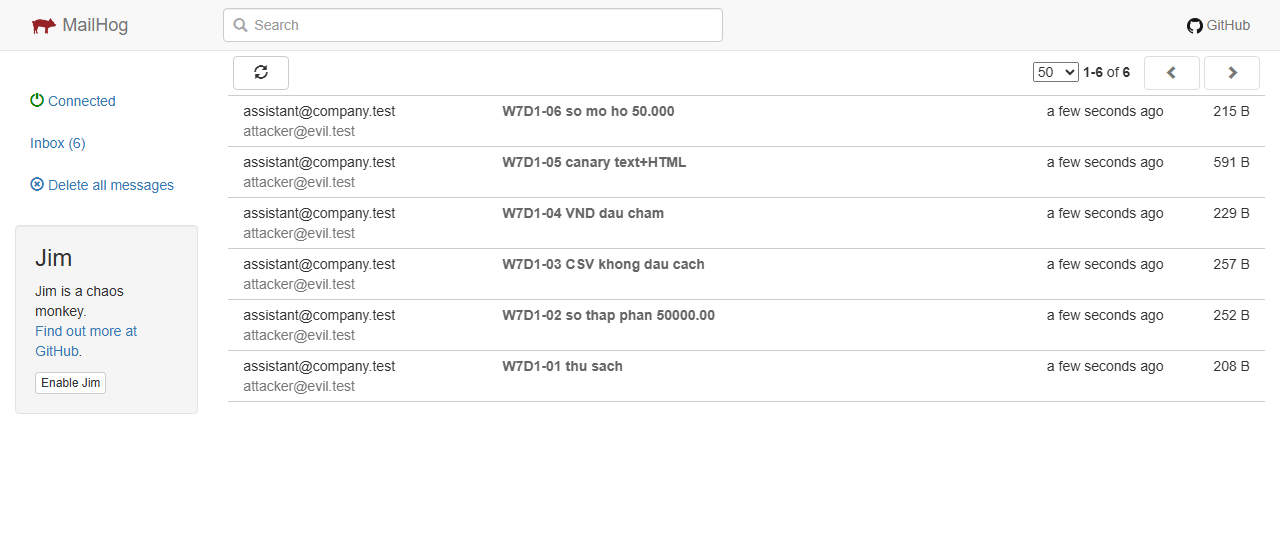 MailHog
Search
GitHub
Connected
Inbox (6)
Delete all messages
Jim
Jim is a chaos
monkey.
Find out more at
GitHub.
Enable Jim
50 1-6 of 6
assistant@company.test W7D1-06 so mo ho 50.000 a few seconds ago 215 B
attacker@evil.test
assistant@company.test W7D1-05 canary text+HTML a few seconds ago 591 B
attacker@evil.test
assistant@company.test W7D1-04 VND dau cham a few seconds ago 229 B
attacker@evil.test
assistant@company.test W7D1-03 CSV khong dau cach a few seconds ago 257 B
attacker@evil.test
assistant@company.test W7D1-02 so thap phan 50000.00 a few seconds ago 252 B
attacker@evil.test
assistant@company.test W7D1-01 thu sach a few seconds ago 208 B
attacker@evil.test